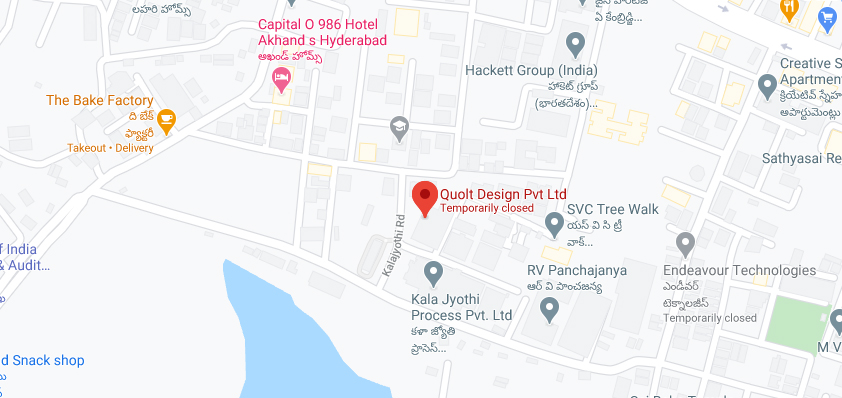 లహరి హోమ్స్
Capital O 986 Hotel
Akhand s Hyderabad
అఖండ్ హోమ్స్
ఏ కేంబ్రిడ్జి...
Hackett Group (India)
హాకెట్ గ్రూప్
(భారతదేశం)...
Creative S
Apartment
క్రియేటివ్ స్నేహ
అపార్టుమెంట్లు
The Bake Factory
ది బేక్
ఫ్యాక్టరీ
Takeout • Delivery
Sathyasai Re
Quolt Design Pvt Ltd
Temporarily closed
SVC Tree Walk
యస్ వి సి ట్రీ
వాక్...
Kalajyothi Rd
of India
& Audit...
RV Panchajanya
ఆర్ వి పాంచజన్య
Endeavour Technologies
ఎండీవర్
టెక్నాలజీస్
Temporarily closed
Kala Jyothi
Process Pvt. Ltd
కళా జ్యోతి
ప్రాసెస్...
M V
d Snack shop